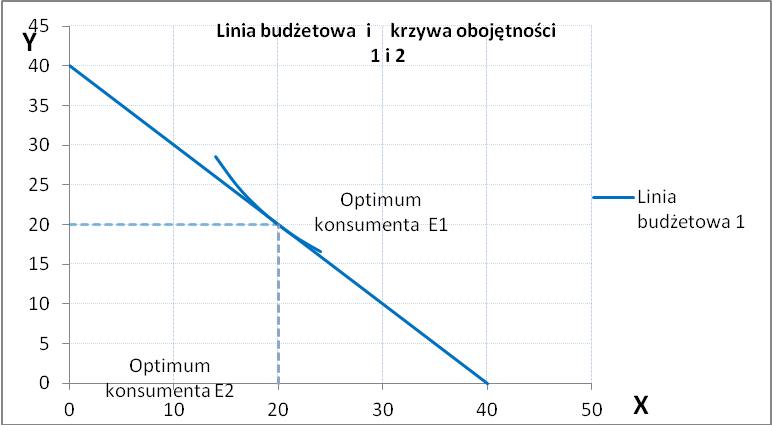 Linia budżetowa i krzywa obojętności
1 i 2
Y
45
40
35
30
25
20
15
10
5
0
Optimum
konsumenta E1
Linia
budżetowa 1
Optimum
konsumenta E2
0 10 20 30 40 50
X